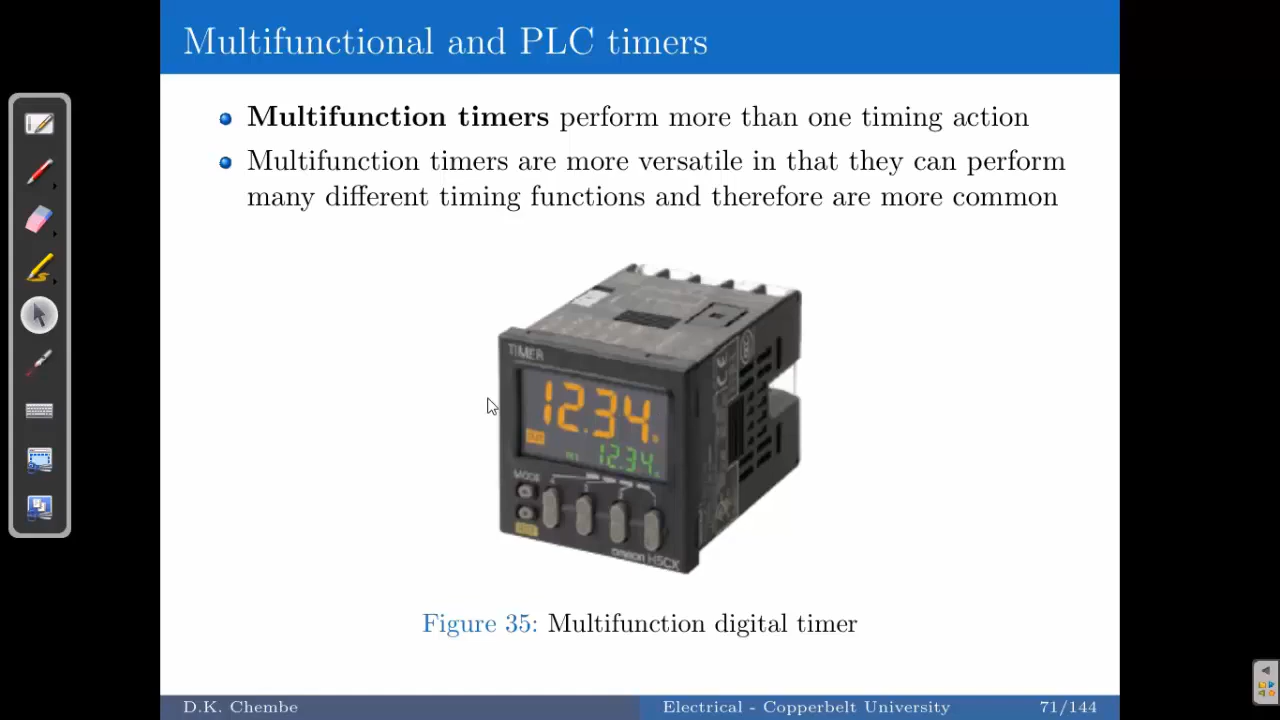 Multifunctional and PLC timers
Multifunction timers perform more than one timing action
Multifunction timers are more versatile in that they can perform
many different timing functions and therefore are more common
TIMER
12.34.
OUT
12.34.
MODE
omron H5CX
Figure 35: Multifunction digital timer
D.K. Chembe
Electrical - Copperbelt University
71/144